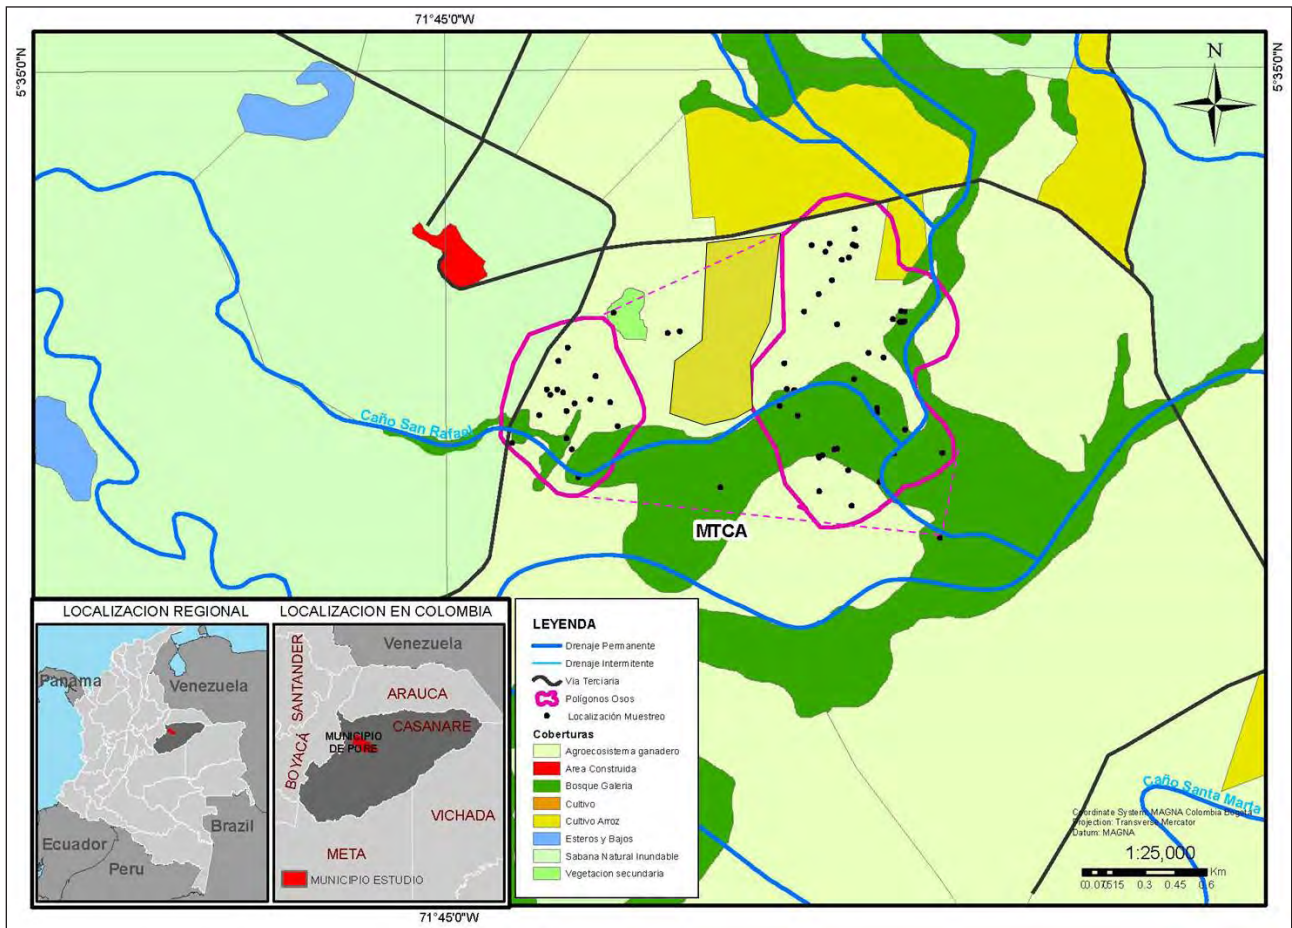 71°45'0"W
5°35'0"N
5°35'0"N
N
Caño San Rafael
MTCA
LOCALIZACION REGIONAL
Panama
Venezuela
Ecuador
Peru
Brazil
LOCALIZACION EN COLOMBIA
Venezuela
SANTANDER
ARAUCA
CASANARE
MUNICIPIO
DE PORE
BOYACÁ
VICHADA
META
MUNICIPIO ESTUDIO
LEYENDA
Drenaje Permanente
Drenaje Intermitente
Vía Terciaria
Polígonos Osos
Localización Muestreo
Coberturas
Agroecosistema ganadero
Area Construida
Bosque Galeria
Cultivo
Cultivo Arroz
Esteros y Bajos
Sabana Natural Inundable
Vegetacion secundaria
Caño Santa Marta
Coordinate System: MAGNA Colombia Bogota
Projection: Transverse Mercator
Datum: MAGNA
1:25,000
Km
0.3 0.45 0.6
71°45'0"W